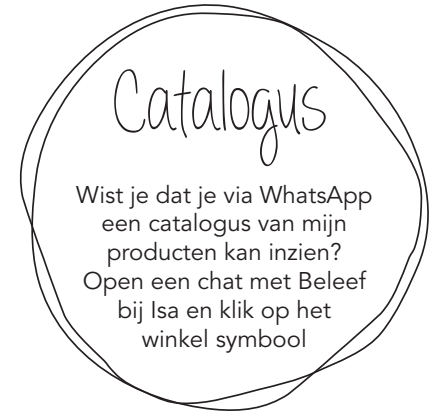 Catalogus
Wist je dat je via WhatsApp
een catalogus van mijn
producten kan inzien?
Open een chat met Beleef
bij Isa en klik op het
winkel symbool